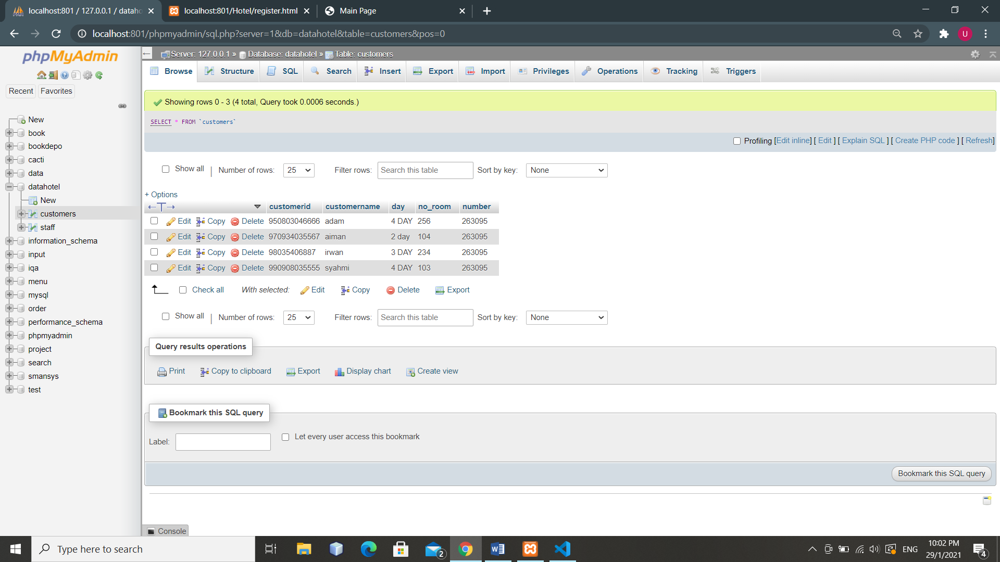 localhost:801 / 127.0.0.1 / dataho
localhost:801/Hotel/register.html
Main Page
localhost:801/phpmyadmin/sql.php?server=1&db=datahotel&table=customers&pos=0
U
phpMyAdmin
Recent Favorites
New
book
bookdepo
cacti
data
datahotel
New
customers
staff
information_schema
input
iqa
menu
mysql
order
performance_schema
phpmyadmin
project
search
smansys
test
Server: 127.0.0.1 » Database: datahotel » Table: customers
Browse Structure SQL Search Insert Export Import Privileges Operations Tracking Triggers
Showing rows 0 - 3 (4 total, Query took 0.0006 seconds.)
SELECT * FROM `customers`
Profiling [Edit inline] [ Edit ] [ Explain SQL ] [ Create PHP code ] [ Refresh]
Show all | Number of rows: 25 Filter rows: Search this table Sort by key: None
+ Options
←T→ customerid customername day no_room number
Edit Copy Delete 950803046666 adam 4 DAY 256 263095
Edit Copy Delete 970934035567 aiman 2 day 104 263095
Edit Copy Delete 98035406887 irwan 3 DAY 234 263095
Edit Copy Delete 990908035555 syahmi 4 DAY 103 263095
Check all With selected: Edit Copy Delete Export
Show all | Number of rows: 25 Filter rows: Search this table Sort by key: None
Query results operations
Print Copy to clipboard Export Display chart Create view
Bookmark this SQL query
Label: Let every user access this bookmark
Bookmark this SQL query
Console
Type here to search
2
ENG
10:02 PM
29/1/2021
4